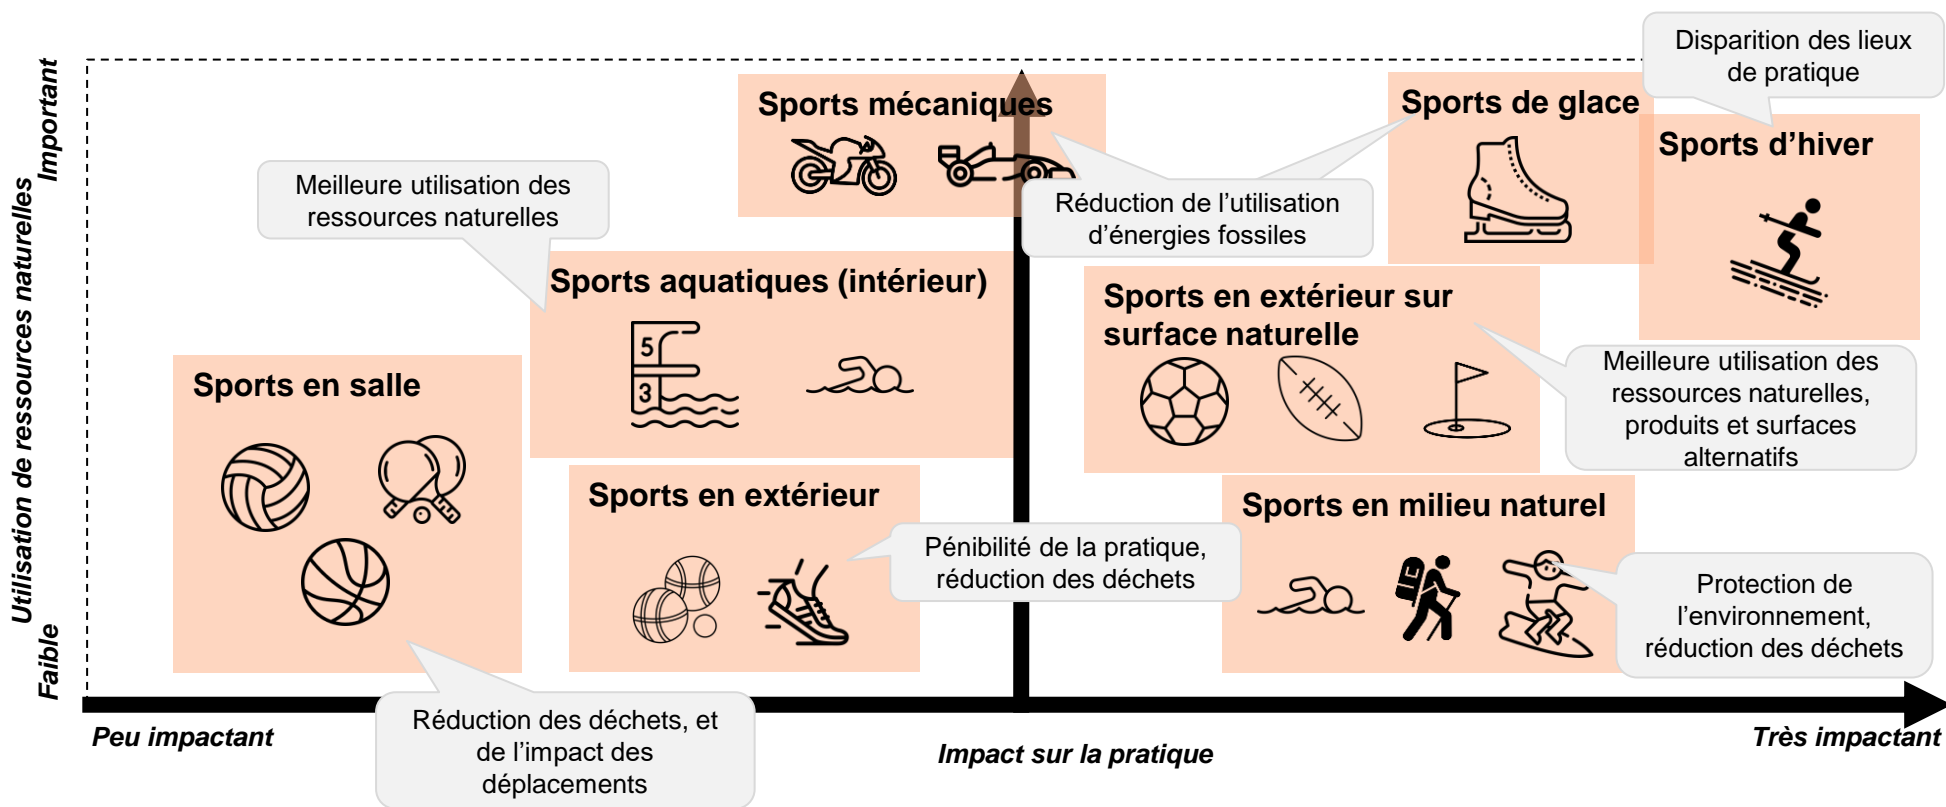 Disparition des lieux
de pratique
Important
Sports mécaniques
Sports de glace
Sports d’hiver
Meilleure utilisation des
ressources naturelles
Réduction de l’utilisation
d’énergies fossiles
Utilisation de ressources naturelles
Sports aquatiques (intérieur)
5
3
Sports en extérieur sur
surface naturelle
Sports en salle
Meilleure utilisation des
ressources naturelles,
produits et surfaces
alternatifs
Sports en extérieur
Sports en milieu naturel
Pénibilité de la pratique,
réduction des déchets
Protection de
l’environnement,
réduction des déchets
Faible
Réduction des déchets, et
de l’impact des
déplacements
Peu impactant
Impact sur la pratique
Très impactant